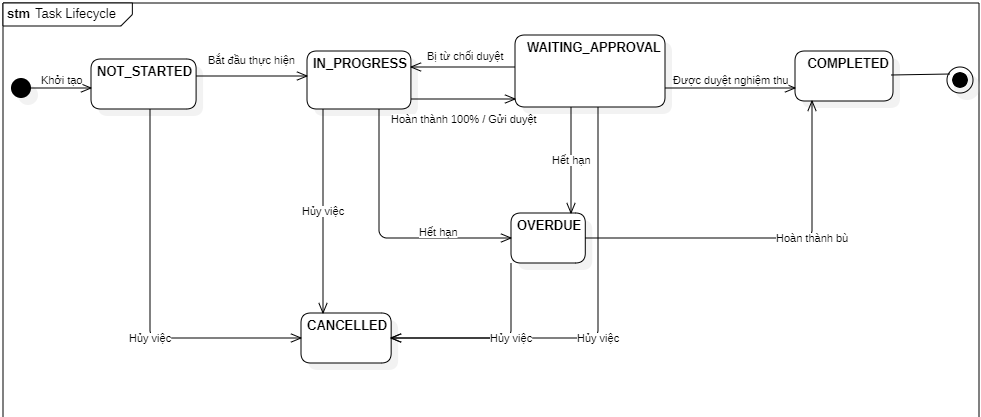 stm Task Lifecycle
Khởi tạo
NOT_STARTED
Bắt đầu thực hiện
IN_PROGRESS
Bị từ chối duyệt
WAITING_APPROVAL
Được duyệt nghiệm thu
COMPLETED
Hoàn thành 100% / Gửi duyệt
Hết hạn
Hủy việc
OVERDUE
Hết hạn
Hoàn thành bù
CANCELLED
Hủy việc
Hủy việc
Hủy việc